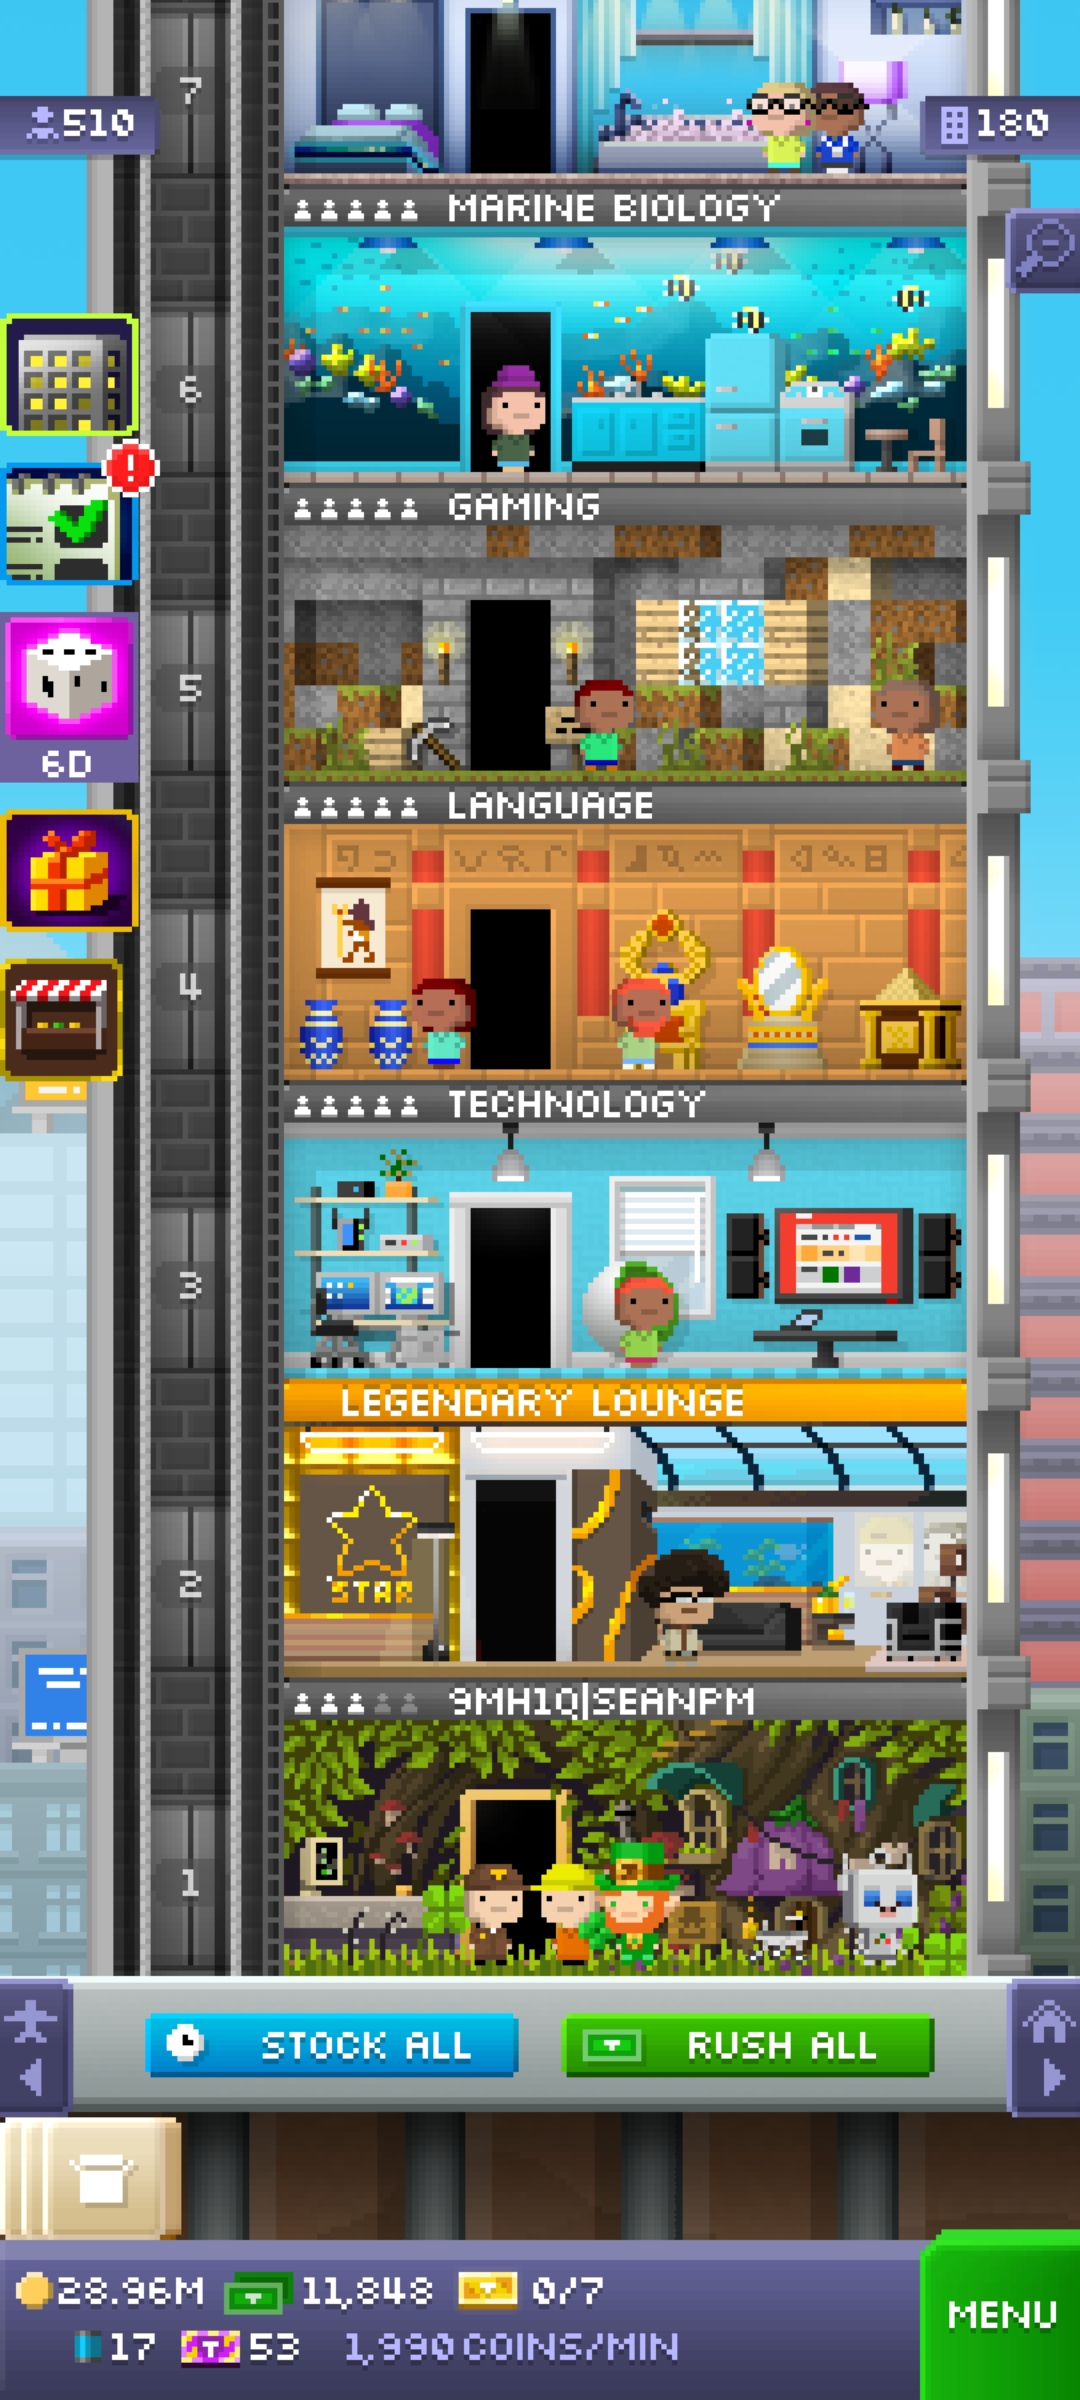 7
510
180
MARINE BIOLOGY
6
GAMING
5
6D
LANGUAGE
4
TECHNOLOGY
3
LEGENDARY LOUNGE
STAR
2
9MH1Q|SEANPM
1
STOCK ALL
RUSH ALL
28.96M
11,848
0/7
MENU
17
53
1,990 COINS/MIN